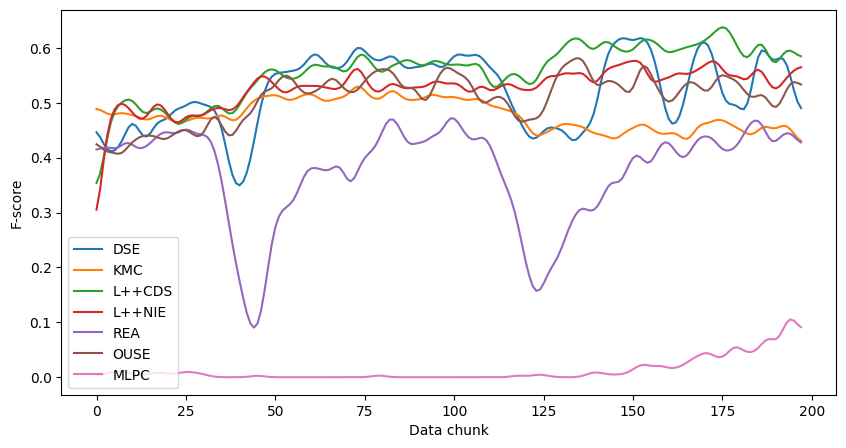 F-score
0.6
0.5
0.4
0.3
0.2
0.1
0.0
DSE
KMC
L++CDS
L++NIE
REA
OUSE
MLPC
0 25 50 75 100 125 150 175 200
Data chunk